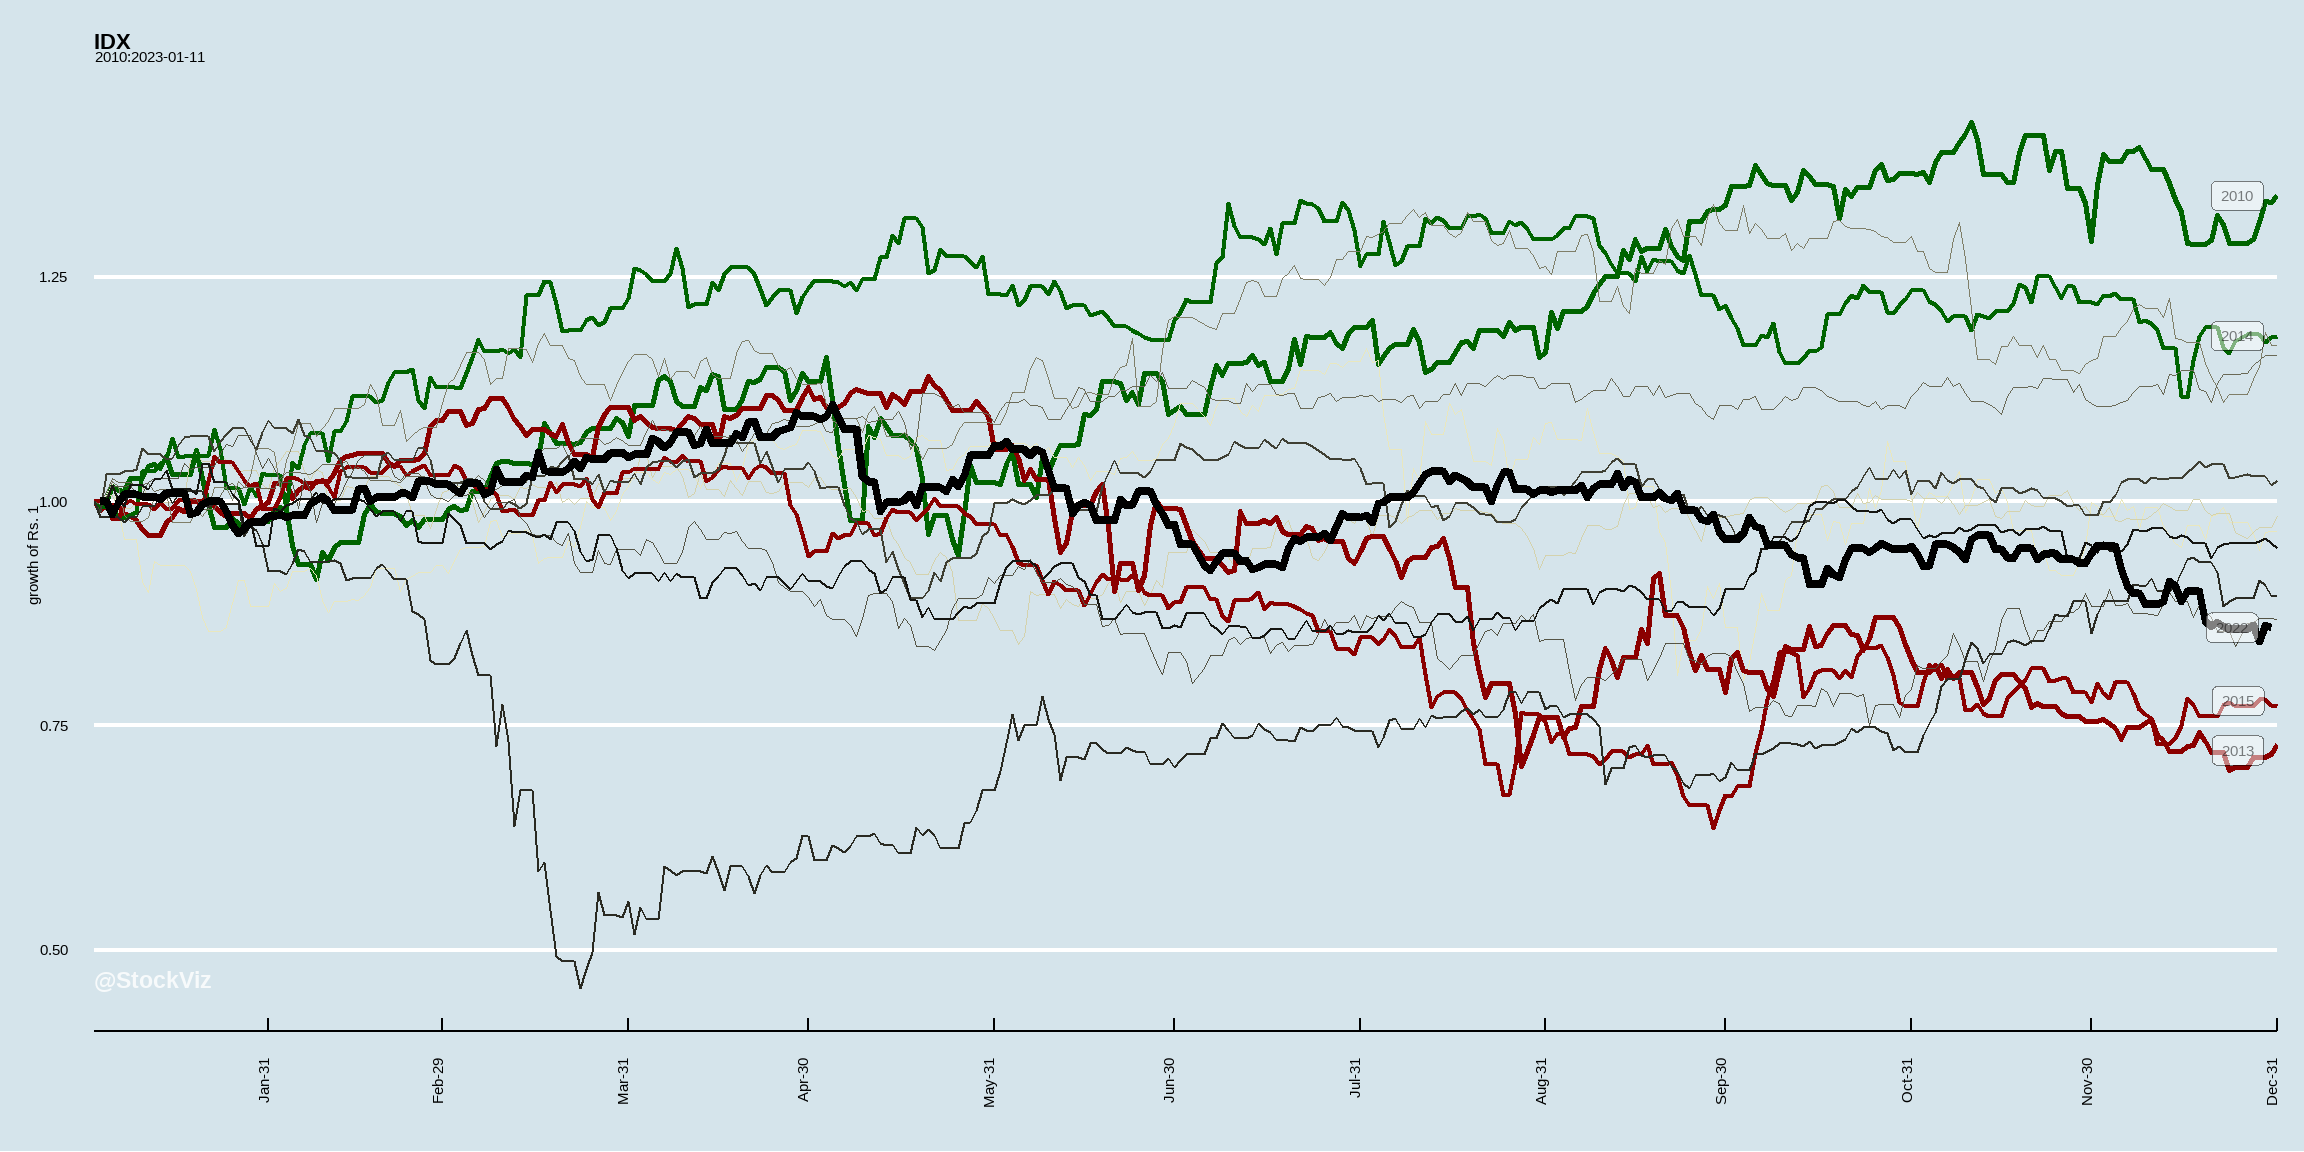 IDX
2010:2023-01-11
growth of Rs. 1
1.25
1.00
0.75
0.50
2010
2014
2022
2015
2013
@StockViz
Jan-31
Feb-29
Mar-31
Apr-30
May-31
Jun-30
Jul-31
Aug-31
Sep-30
Oct-31
Nov-30
Dec-31